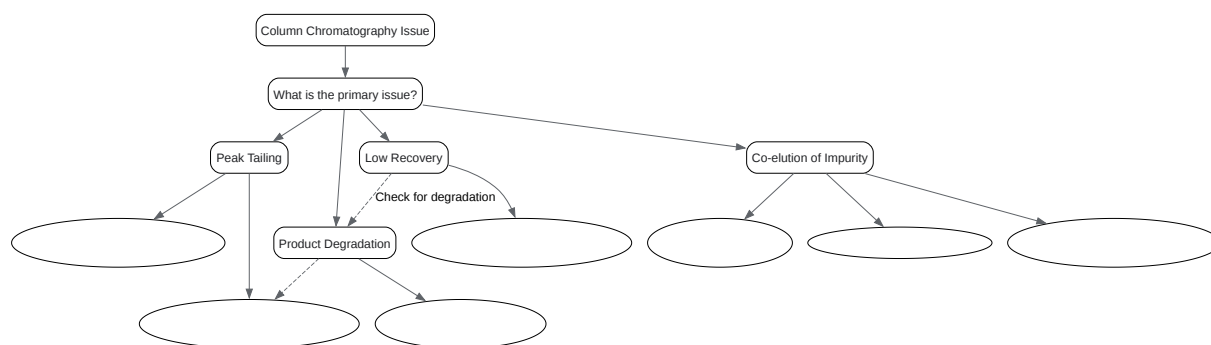 Column Chromatography Issue
What is the primary issue?
Peak Tailing
Low Recovery
Co-elution of Impurity
Check for degradation
Product Degradation